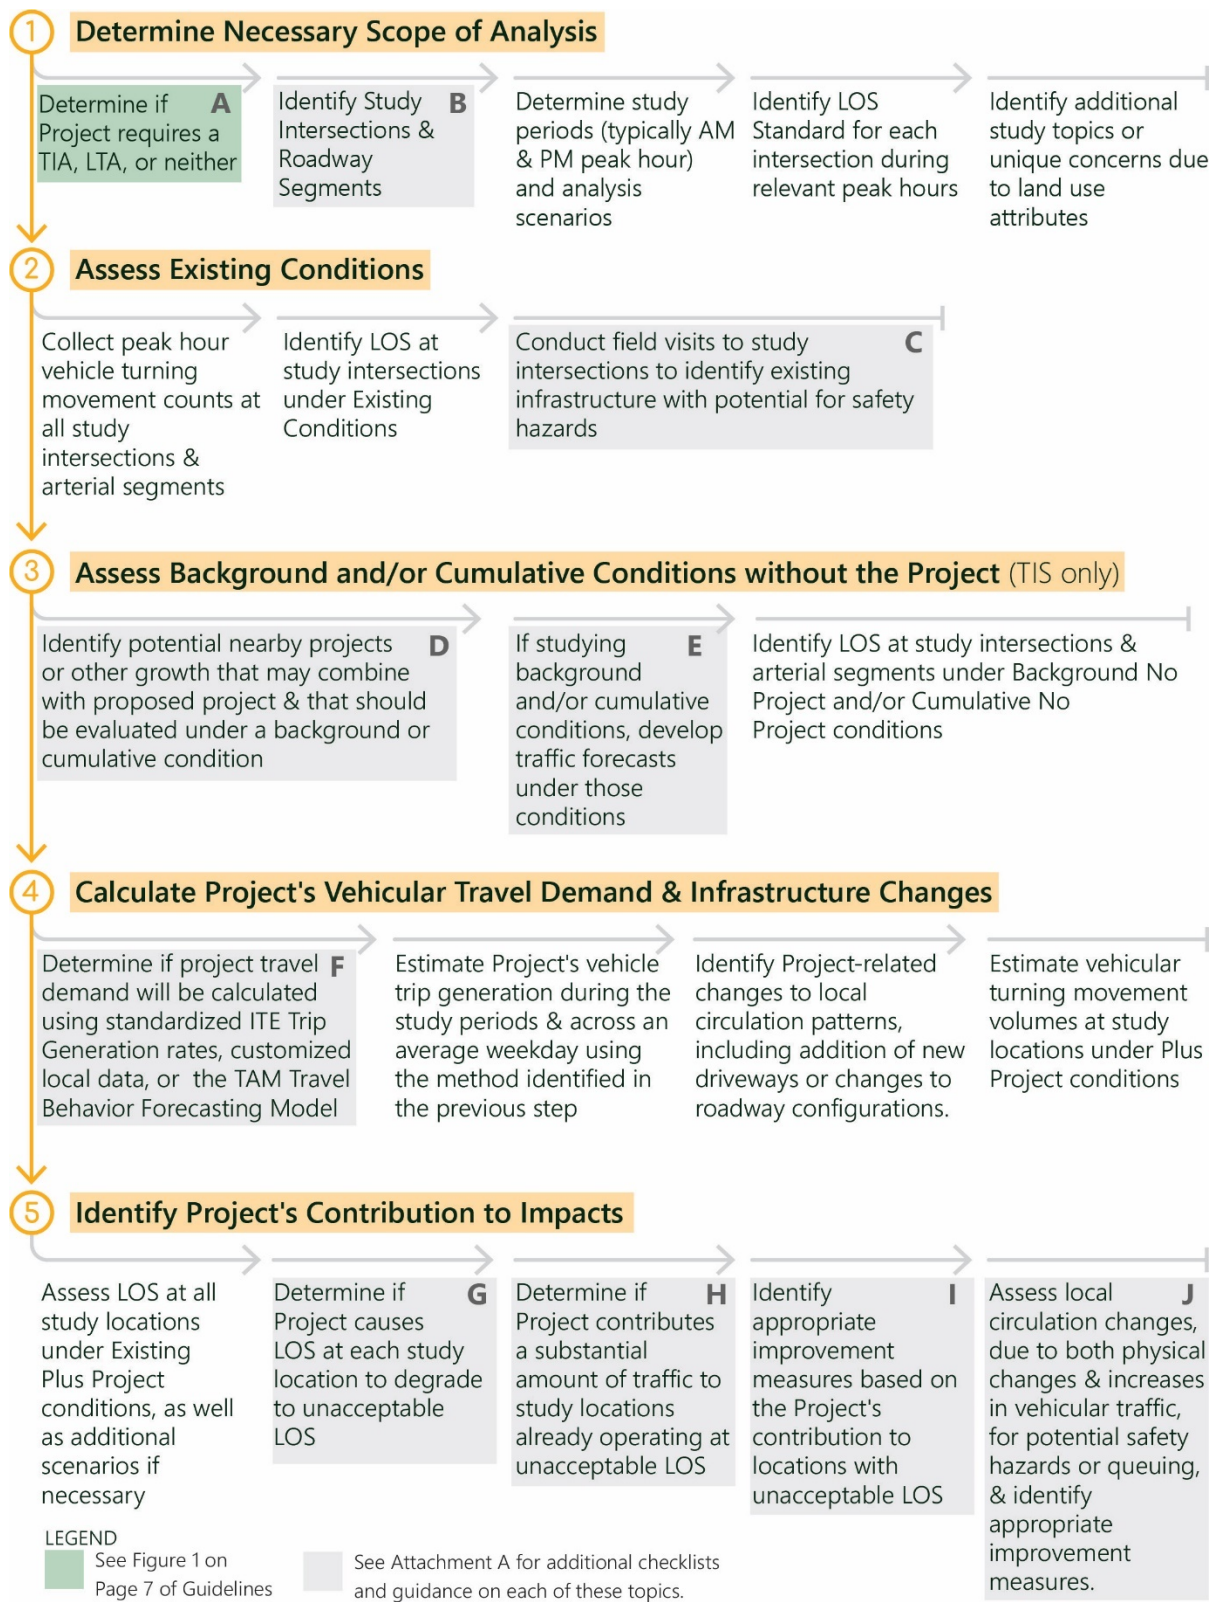 1 Determine Necessary Scope of Analysis
Determine if A
Project requires a
TIA, LTA, or neither
Identify Study B
Intersections &
Roadway
Segments
Determine study
periods (typically AM
& PM peak hour)
and analysis
scenarios
Identify LOS
Standard for each
intersection during
relevant peak hours
Identify additional
study topics or
unique concerns due
to land use
attributes
2 Assess Existing Conditions
Collect peak hour
vehicle turning
movement counts at
all study
intersections &
arterial segments
Identify LOS at
study intersections
under Existing
Conditions
Conduct field visits to study C
intersections to identify existing
infrastructure with potential for safety
hazards
3 Assess Background and/or Cumulative Conditions without the Project (TIS only)
Identify potential nearby projects D
or other growth that may combine
with proposed project & that should
be evaluated under a background or
cumulative condition
If studying E
background
and/or cumulative
conditions, develop
traffic forecasts
under those
conditions
Identify LOS at study intersections &
arterial segments under Background No
Project and/or Cumulative No
Project conditions
4 Calculate Project's Vehicular Travel Demand & Infrastructure Changes
Determine if project travel F
demand will be calculated
using standardized ITE Trip
Generation rates, customized
local data, or the TAM Travel
Behavior Forecasting Model
Estimate Project's vehicle
trip generation during the
study periods & across an
average weekday using
the method identified in
the previous step
Identify Project-related
changes to local
circulation patterns,
including addition of new
driveways or changes to
roadway configurations.
Estimate vehicular
turning movement
volumes at study
locations under Plus
Project conditions
5 Identify Project's Contribution to Impacts
Assess LOS at all
study locations
under Existing
Plus Project
conditions, as well
as additional
scenarios if
necessary
Determine if G
Project causes
LOS at each study
location to degrade
to unacceptable
LOS
Determine if H
Project contributes
a substantial
amount of traffic to
study locations
already operating at
unacceptable LOS
Identify I
appropriate
improvement
measures based on
the Project's
contribution to
locations with
unacceptable LOS
Assess local J
circulation changes,
due to both physical
changes & increases
in vehicular traffic,
for potential safety
hazards or queuing,
& identify
appropriate
improvement
measures.
LEGEND
See Figure 1 on
Page 7 of Guidelines
See Attachment A for additional checklists
and guidance on each of these topics.